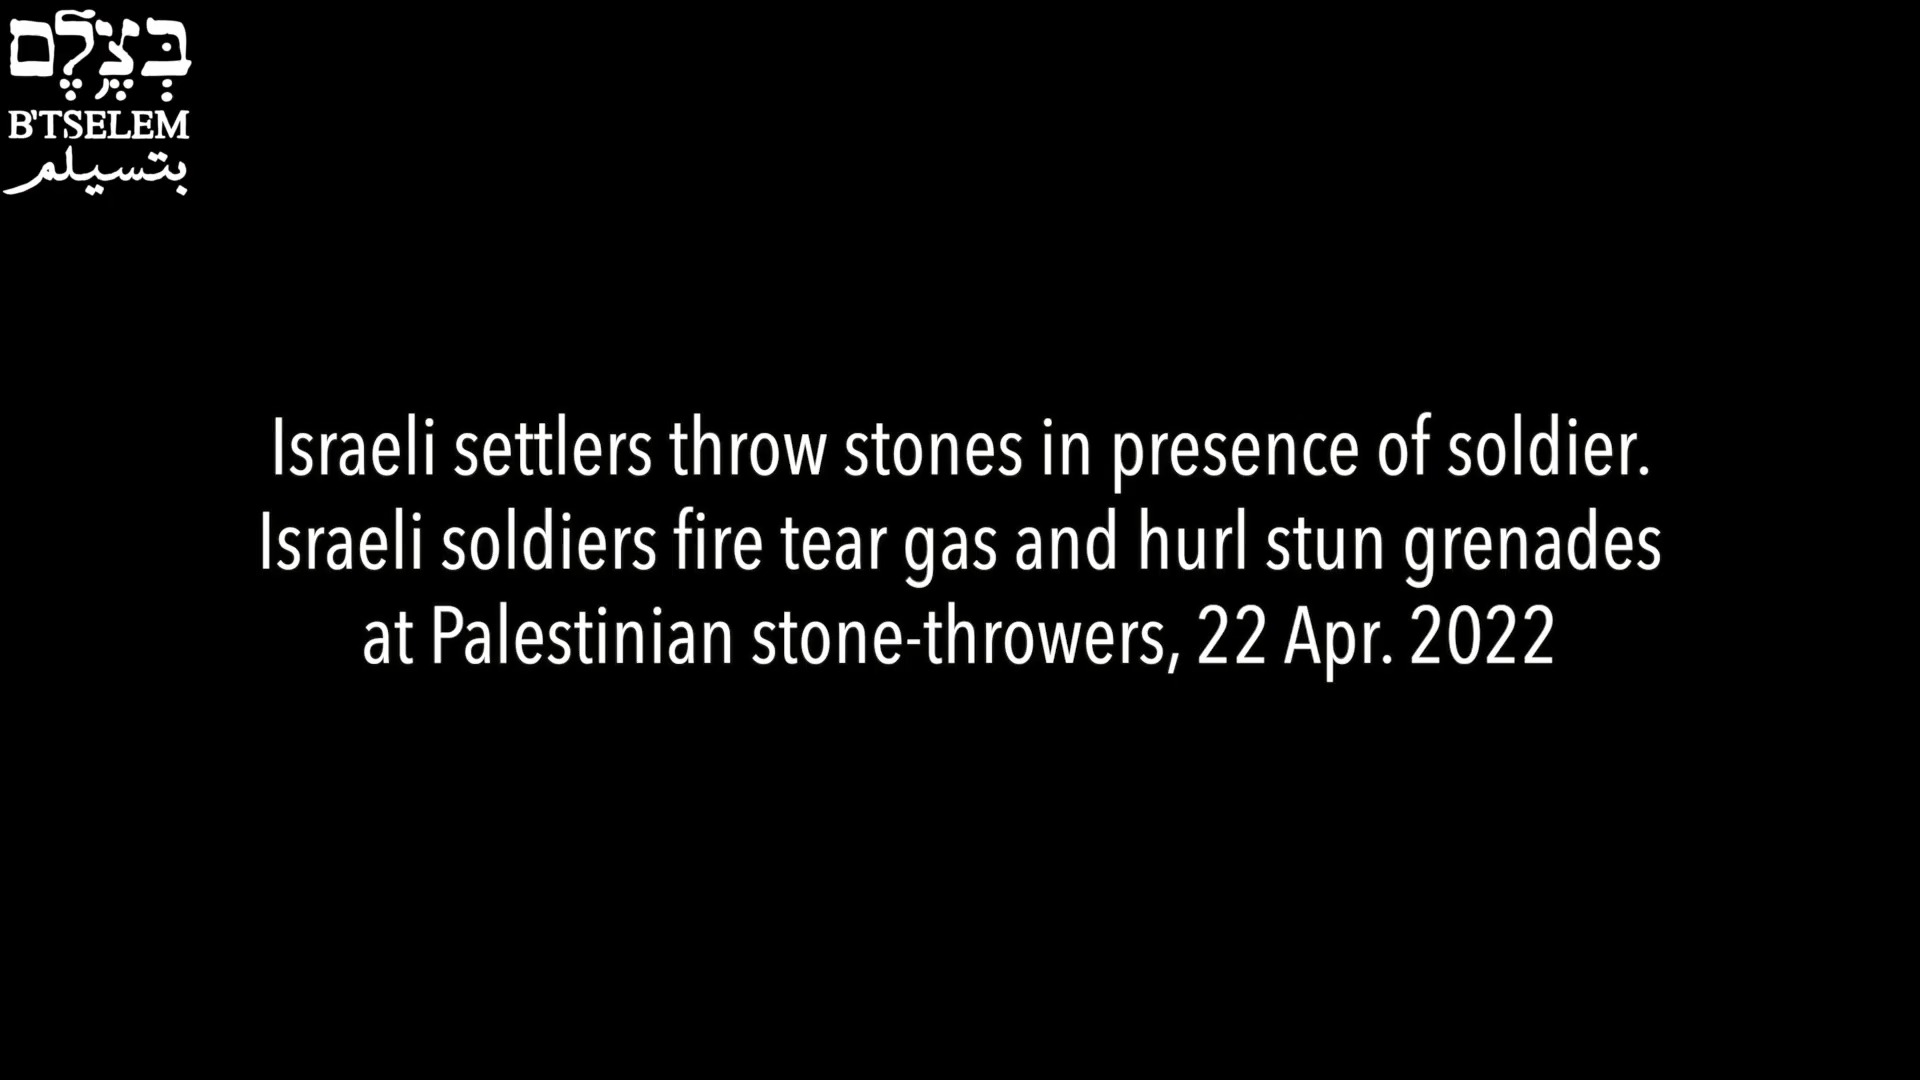 בְּצֶלֶם
B'TSELEM
بتسيلم
Israeli settlers throw stones in presence of soldier.
Israeli soldiers fire tear gas and hurl stun grenades
at Palestinian stone-throwers, 22 Apr. 2022